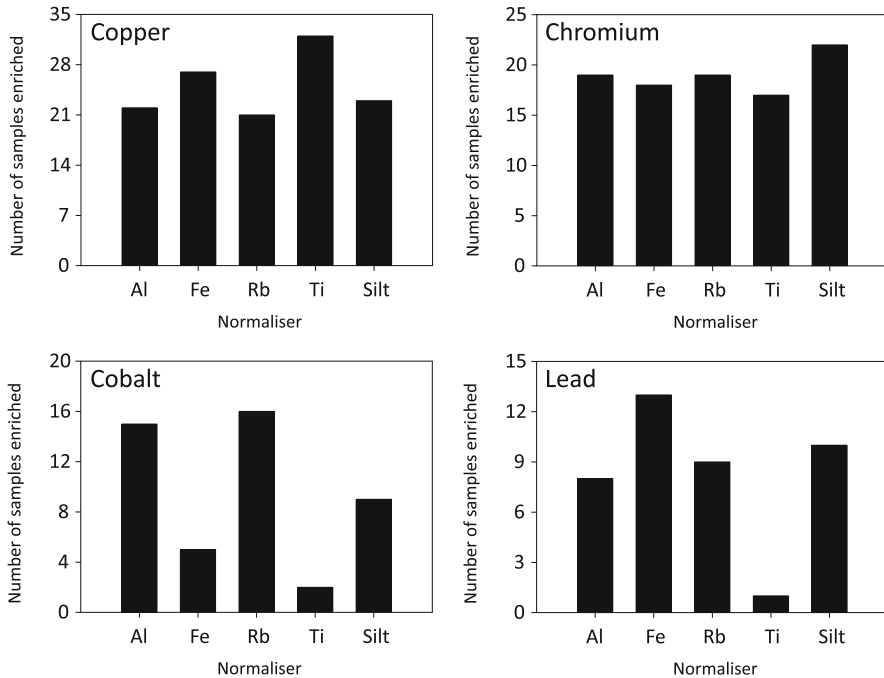 Copper
Number of samples enriched
35
28
21
14
7
0
Al Fe Rb Ti Silt
Normaliser
Chromium
Number of samples enriched
25
20
15
10
5
0
Al Fe Rb Ti Silt
Normaliser
Cobalt
Number of samples enriched
20
16
12
8
4
0
Al Fe Rb Ti Silt
Normaliser
Lead
Number of samples enriched
15
12
9
6
3
0
Al Fe Rb Ti Silt
Normaliser